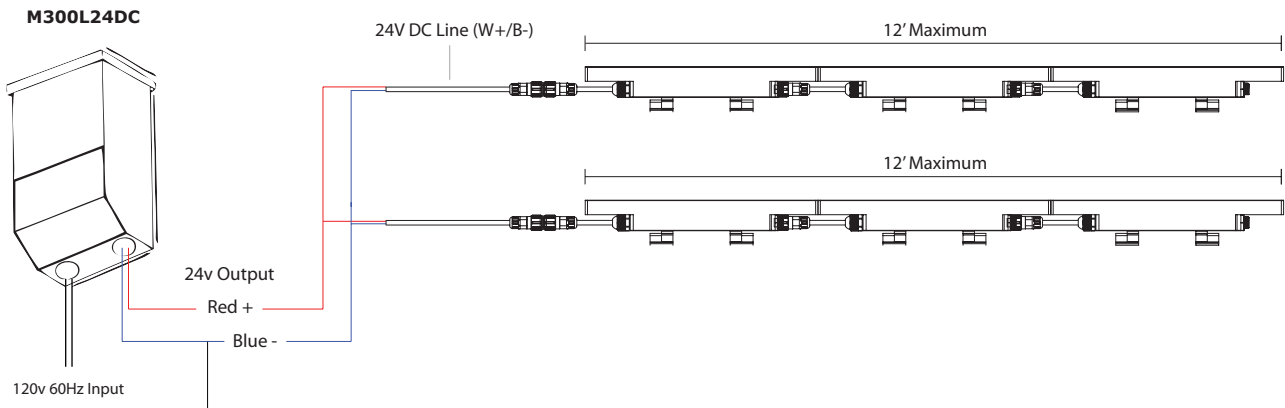 M300L24DC
24V DC Line (W+/B-)
12’ Maximum
12’ Maximum
24v Output
Red +
Blue -
120v 60Hz Input